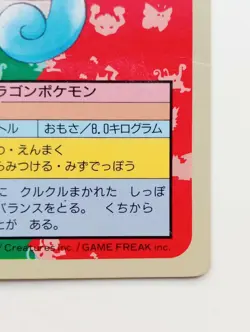 ラゴンポケモン
トル おもさ／8.0キログラム
わ・えんまく
らみつける・みずでっぽう
に クルクルまかれた しっぽ
バランスをとる。 くちから
とが ある。
/ Creatures inc. / GAME FREAK inc.